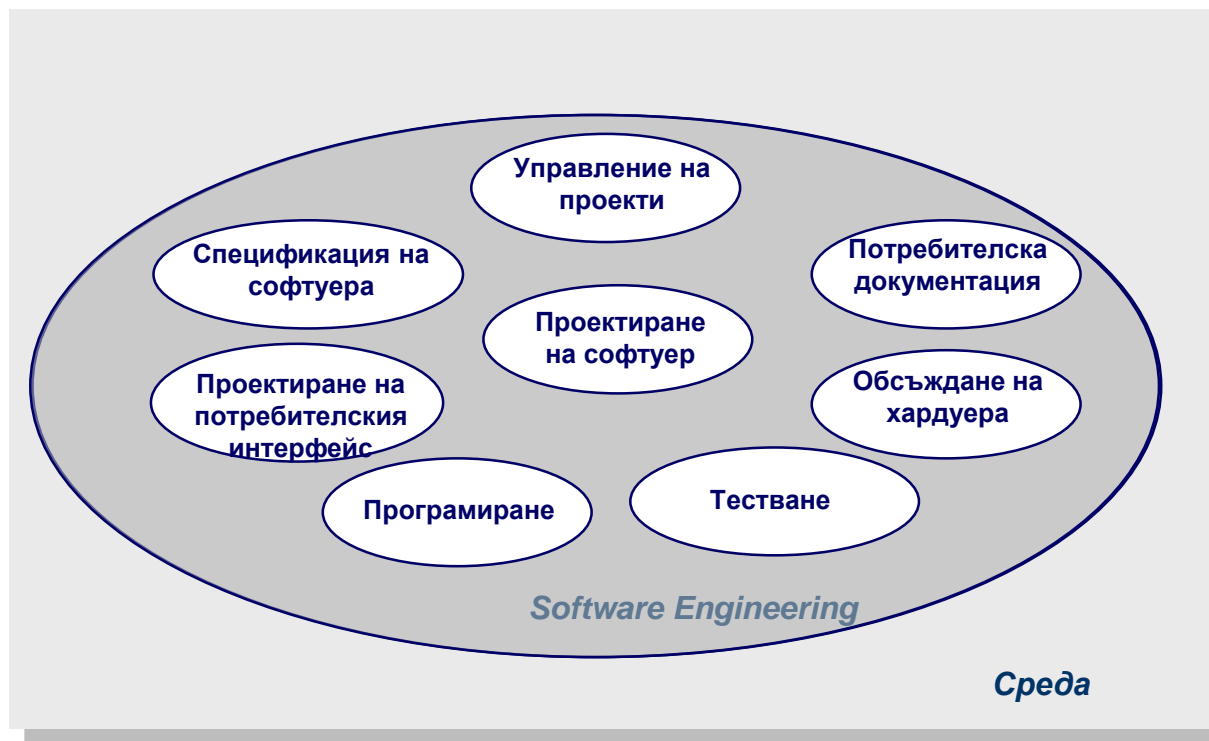 Управление на
проекти
Спецификация на
софтуера
Потребителска
документация
Проектиране
на софтуер
Проектиране на
потребителския
интерфейс
Обсъждане на
хардуера
Програмиране
Тестване
Software Engineering
Среда